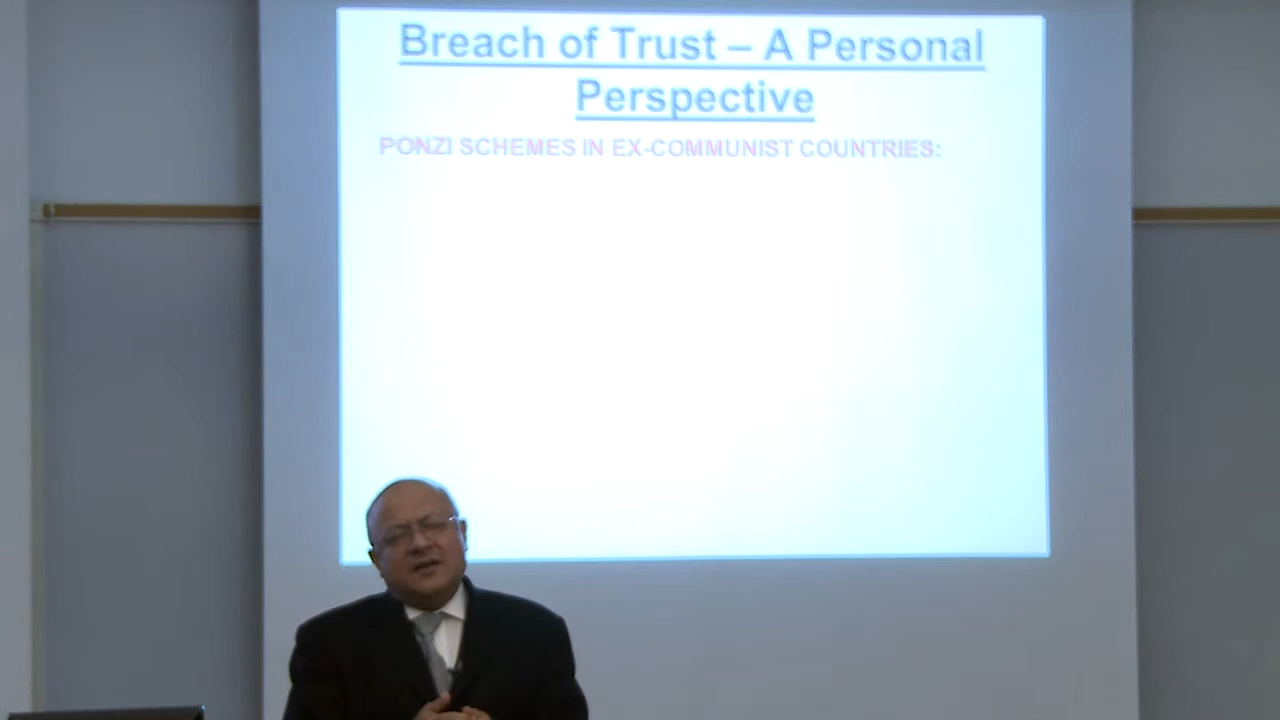 Breach of Trust – A Personal
Perspective
PONZI SCHEMES IN EX-COMMUNIST COUNTRIES: